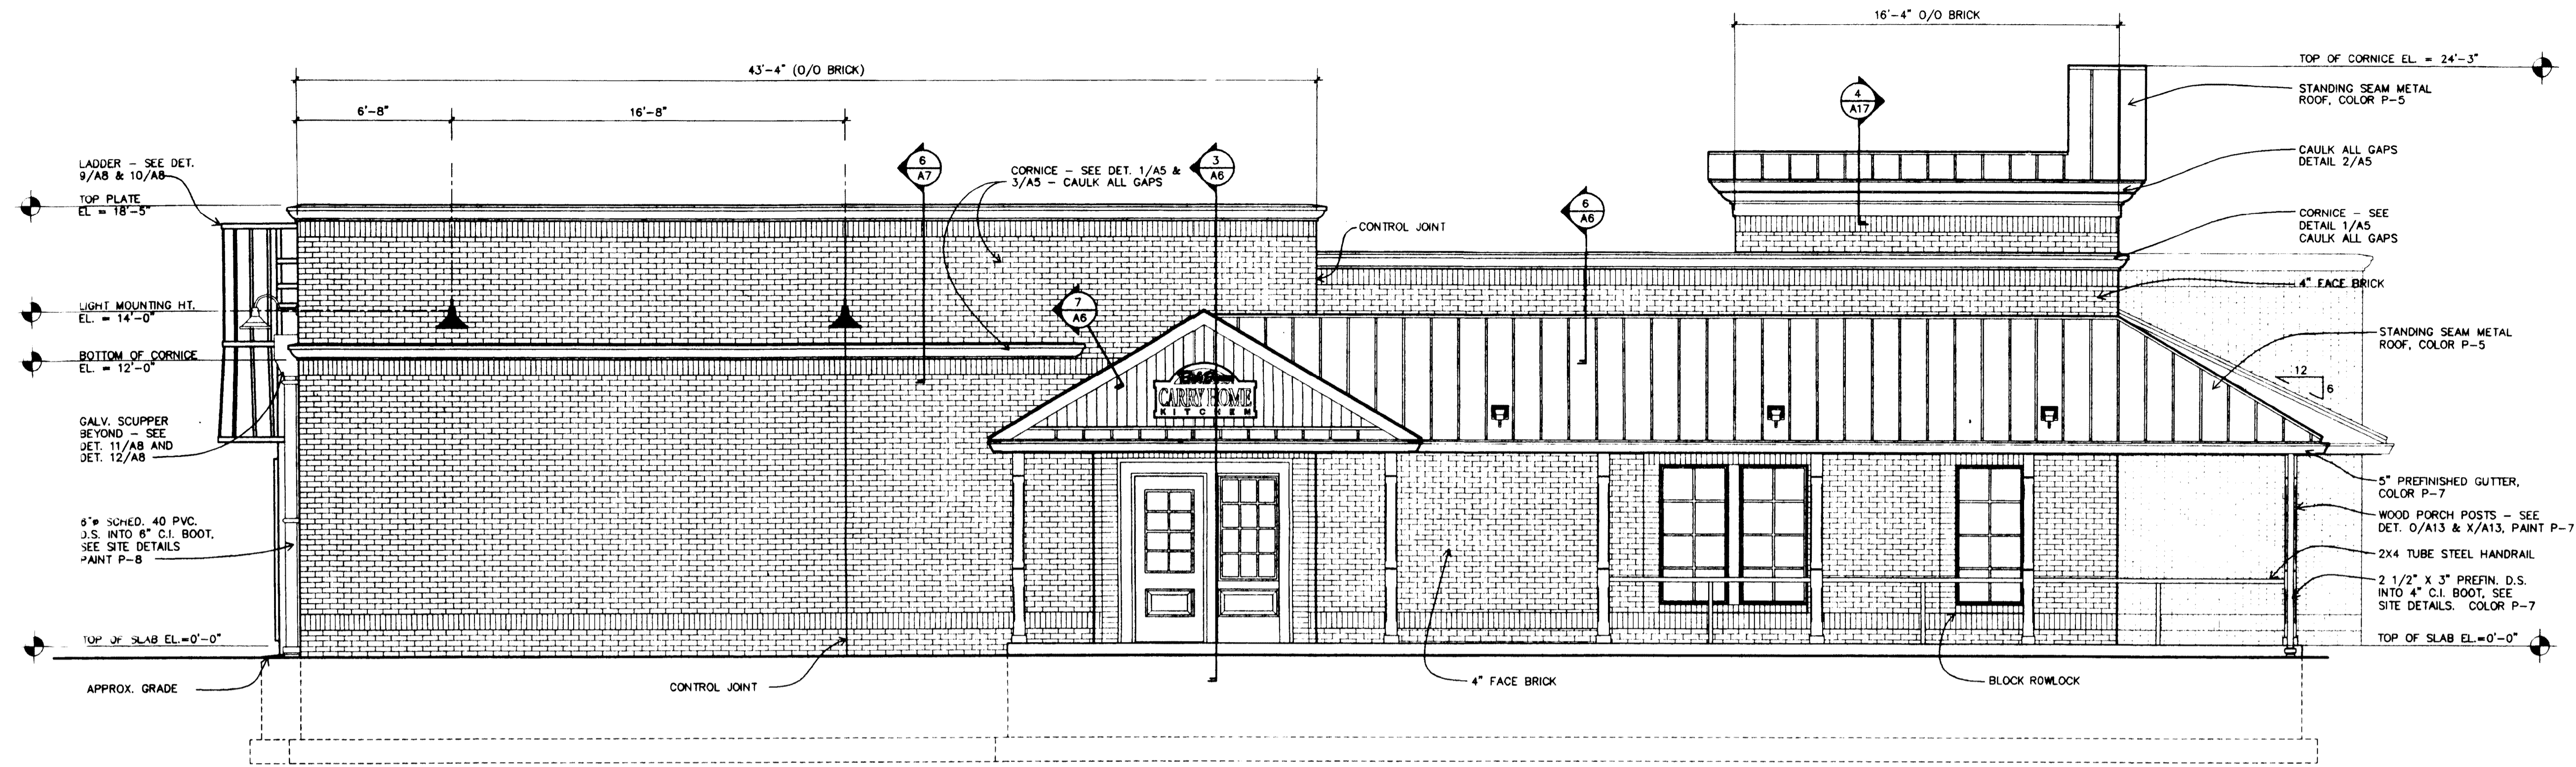 16'-4" O/O BRICK
43'-4" (O/O BRICK)
TOP OF CORNICE EL. = 24'-3"
STANDING SEAM METAL
ROOF, COLOR P-5
6'-8"
16'-8"
4
A17
LADDER - SEE DET.
9/A8 & 10/A8
6
A7
CORNICE - SEE DET. 1/A5 &
3/A5 - CAULK ALL GAPS
3
A6
CAULK ALL GAPS
DETAIL 2/A5
TOP PLATE
EL = 18'-5"
6
A6
CONTROL JOINT
CORNICE - SEE
DETAIL 1/A5
CAULK ALL GAPS
4" FACE BRICK
LIGHT MOUNTING HT.
EL. = 14'-0"
7
A6
STANDING SEAM METAL
ROOF, COLOR P-5
BOTTOM OF CORNICE
EL. = 12'-0"
12
6
CARRY HOME
KITCHEN
GALV. SCUPPER
BEYOND - SEE
DET. 11/A8 AND
DET. 12/A8
5" PREFINISHED GUTTER,
COLOR P-7
WOOD PORCH POSTS - SEE
DET. O/A13 & X/A13, PAINT P-7
6"ø SCHED. 40 PVC.
D.S. INTO 6" C.I. BOOT,
SEE SITE DETAILS
PAINT P-8
2X4 TUBE STEEL HANDRAIL
2 1/2" X 3" PREFIN. D.S.
INTO 4" C.I. BOOT, SEE
SITE DETAILS. COLOR P-7
TOP OF SLAB EL.=0'-0"
TOP OF SLAB EL.=0'-0"
APPROX. GRADE
CONTROL JOINT
4" FACE BRICK
BLOCK ROWLOCK